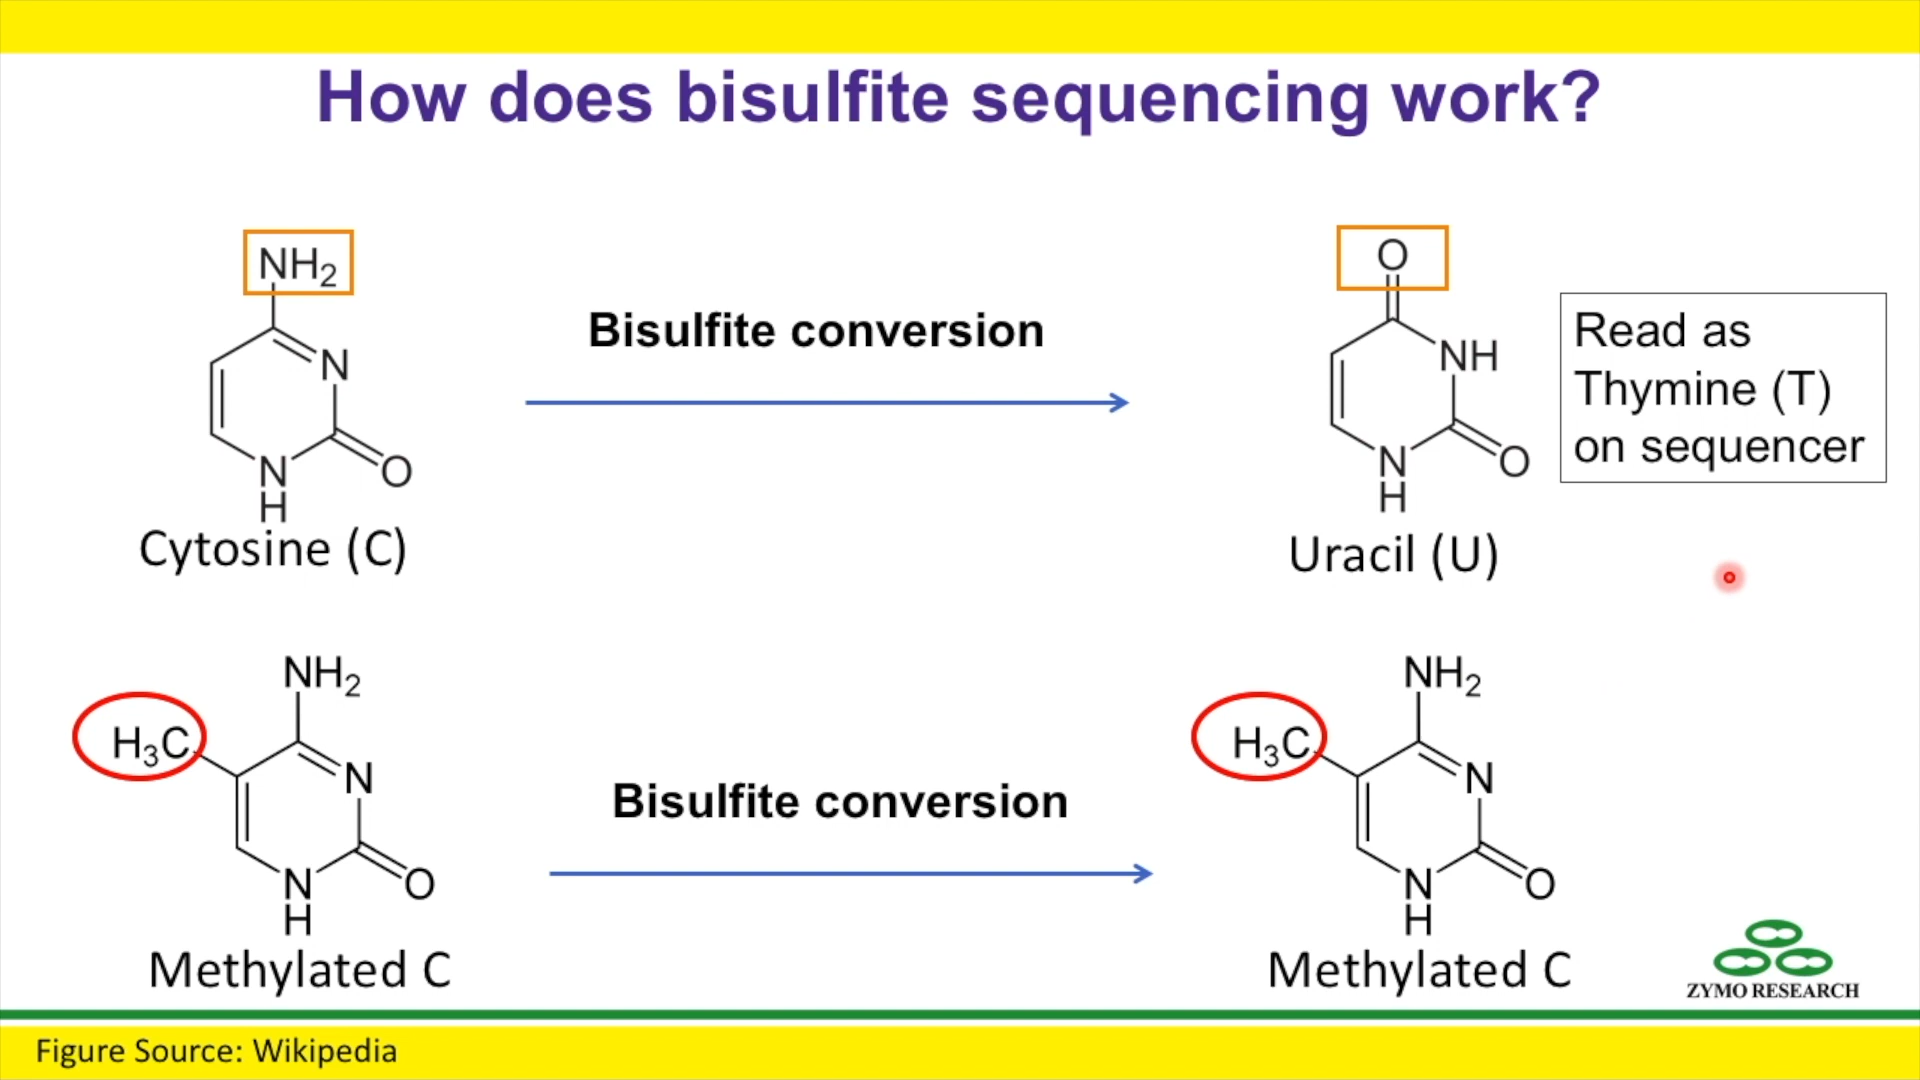 How does bisulfite sequencing work?
NH2
N
N
H
O
Cytosine (C)
Bisulfite conversion
O
NH
N
H
O
Uracil (U)
Read as
Thymine (T)
on sequencer
NH2
H3C
N
N
H
O
Methylated C
Bisulfite conversion
NH2
H3C
N
N
H
O
Methylated C
ZYMO RESEARCH
Figure Source: Wikipedia